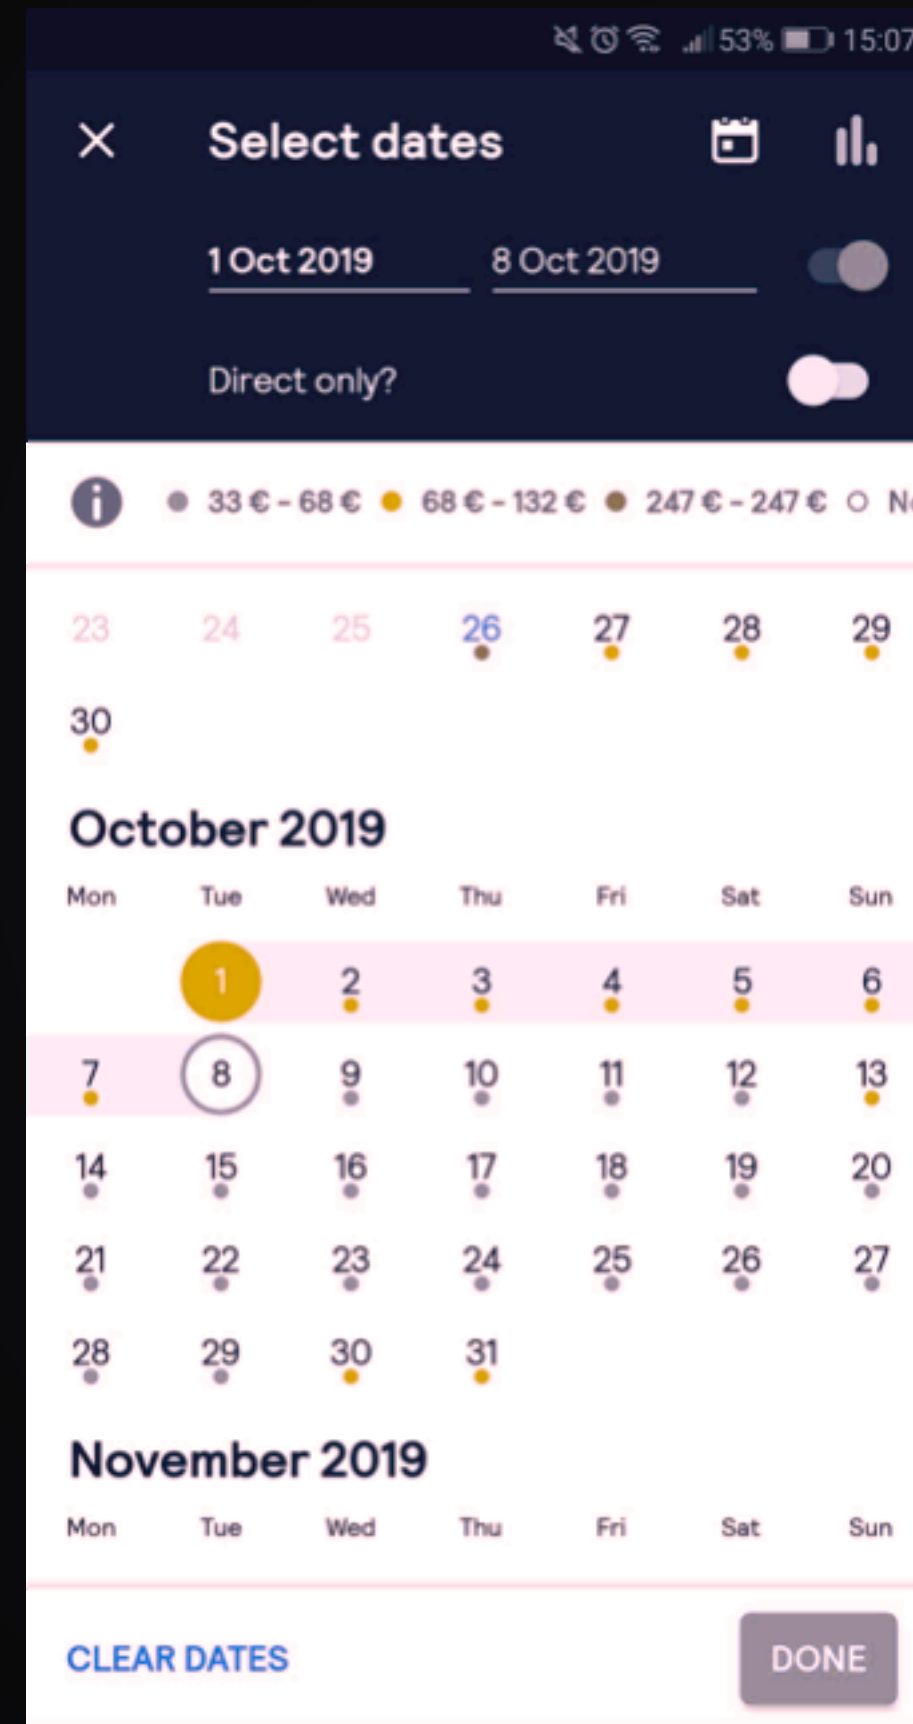 53% 15:07
Select dates
1 Oct 2019 8 Oct 2019
Direct only?
33 € - 68 € 68 € - 132 € 247 € - 247 €
23 24 25 26 27 28 29
30
October 2019
Mon Tue Wed Thu Fri Sat Sun
1 2 3 4 5 6
7 8 9 10 11 12 13
14 15 16 17 18 19 20
21 22 23 24 25 26 27
28 29 30 31
November 2019
Mon Tue Wed Thu Fri Sat Sun
CLEAR DATES DONE